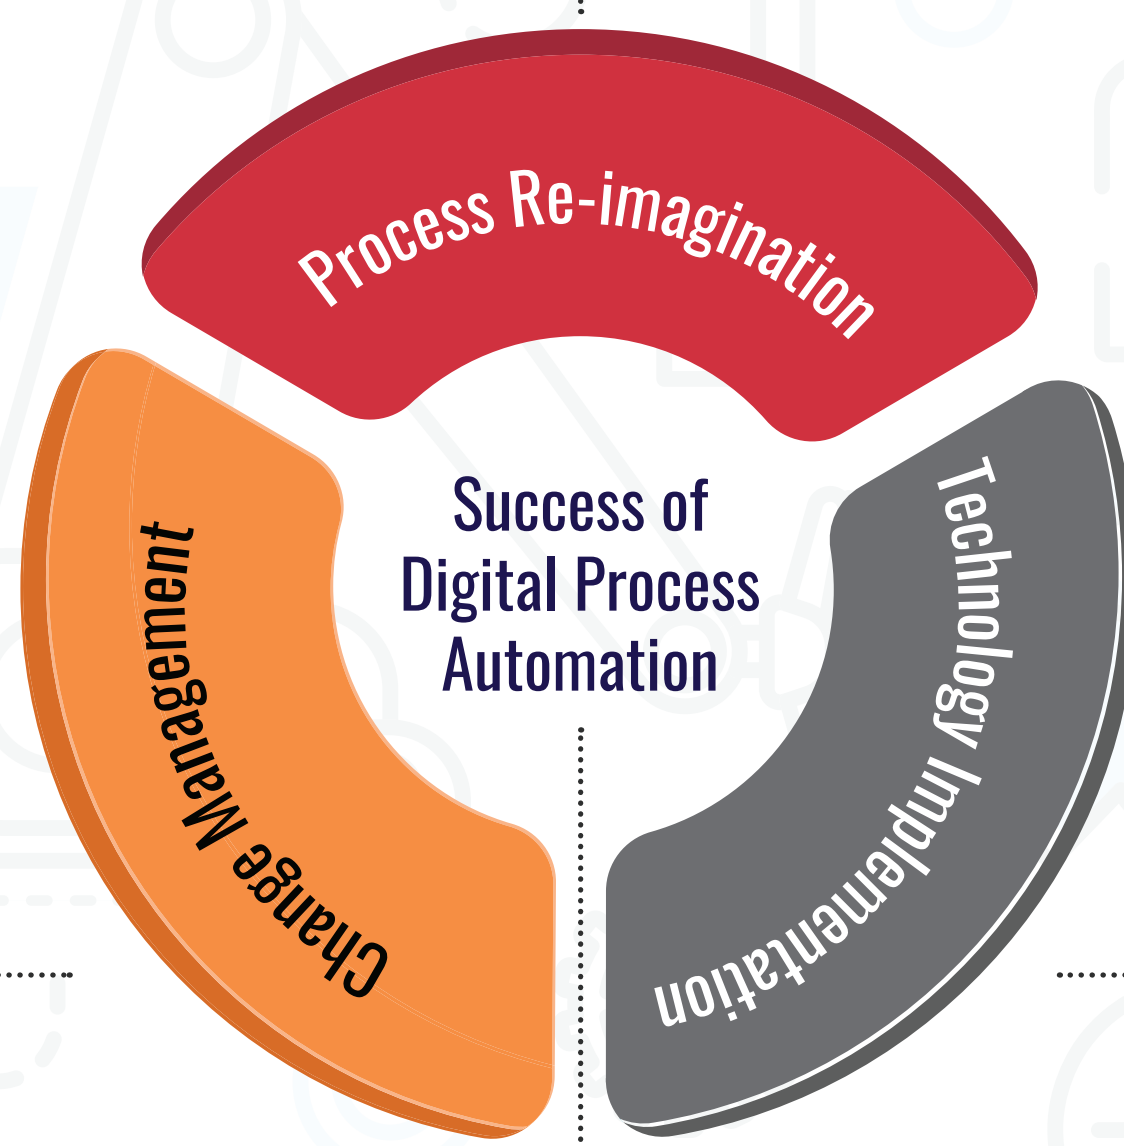 Process Re-imagination
Success of
Digital Process
Automation
Technology Implementation
Change Management